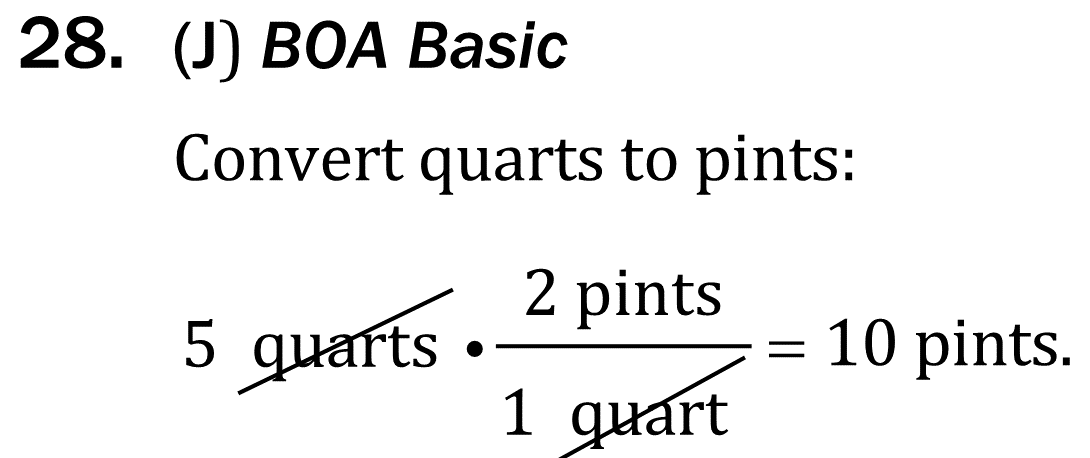 28. (J) BOA Basic
Convert quarts to pints:
5 quarts • 2 pints / 1 quart = 10 pints.